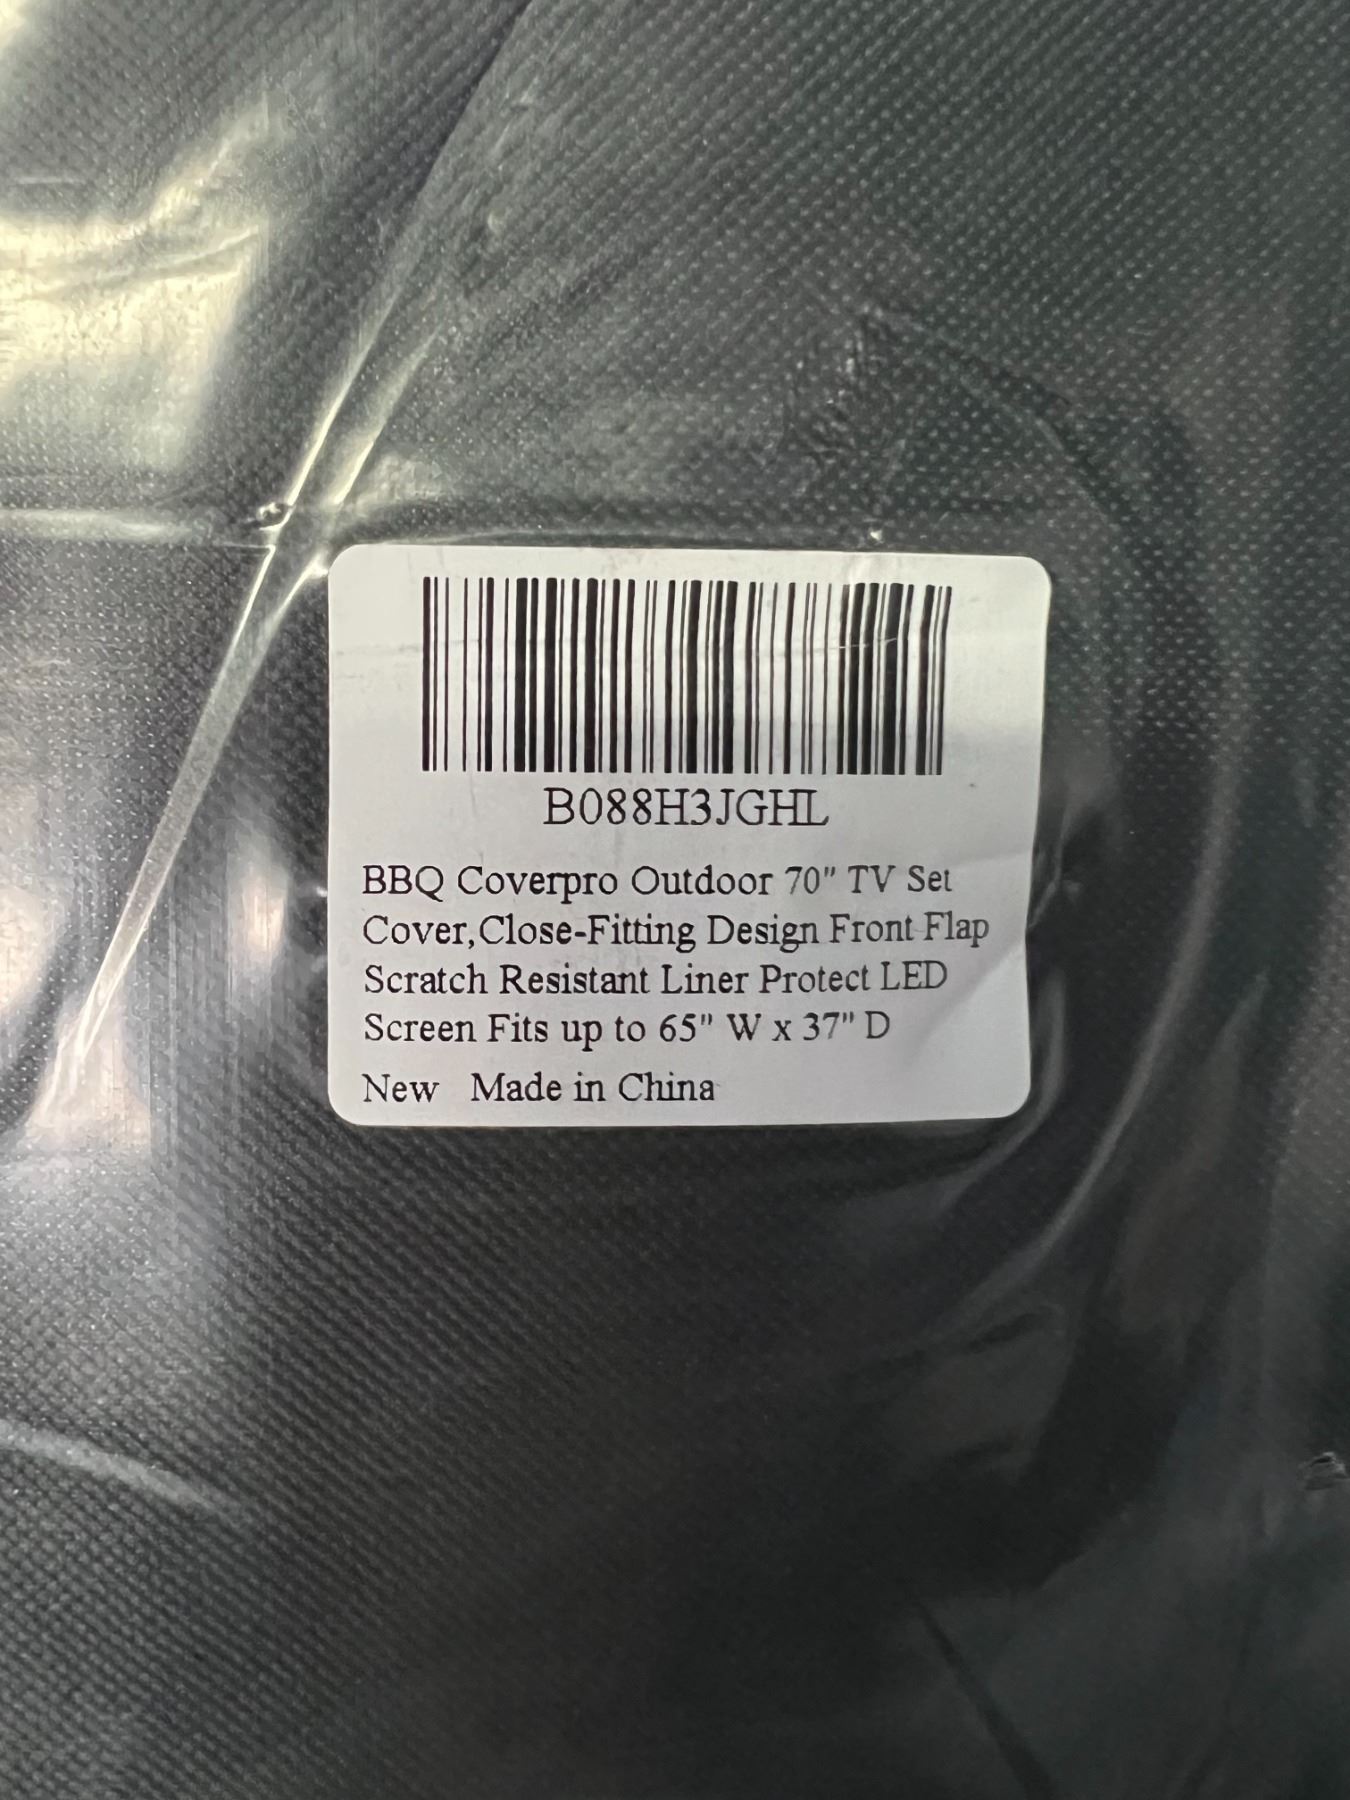 B088H3JGHL
BBQ Coverpro Outdoor 70" TV Set
Cover,Close-Fitting Design Front Flap
Scratch Resistant Liner Protect LED
Screen Fits up to 65" W x 37" D
New Made in China